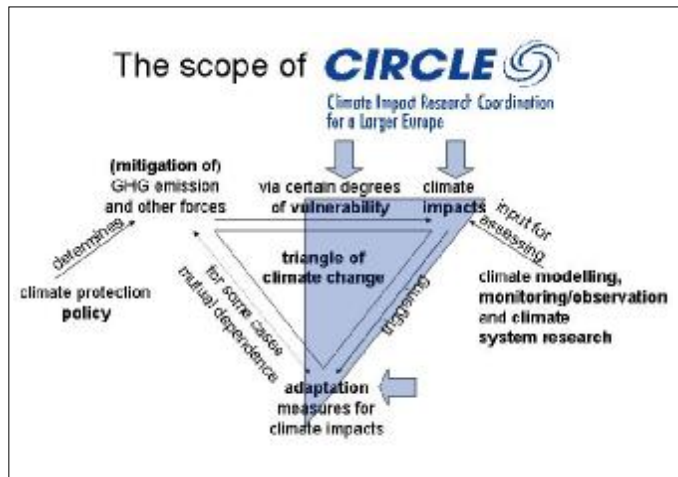 The scope of CIRCLE
Climate Impact Research Coordination
for a Larger Europe
(mitigation of)
GHG emission
and other forces
via certain degrees
of vulnerability
climate
impacts
determines
input for
assessing
triangle of
climate change
climate protection
policy
for some cases
mutual dependence
triggering
climate modelling,
monitoring/observation
and climate
system research
adaptation
measures for
climate impacts